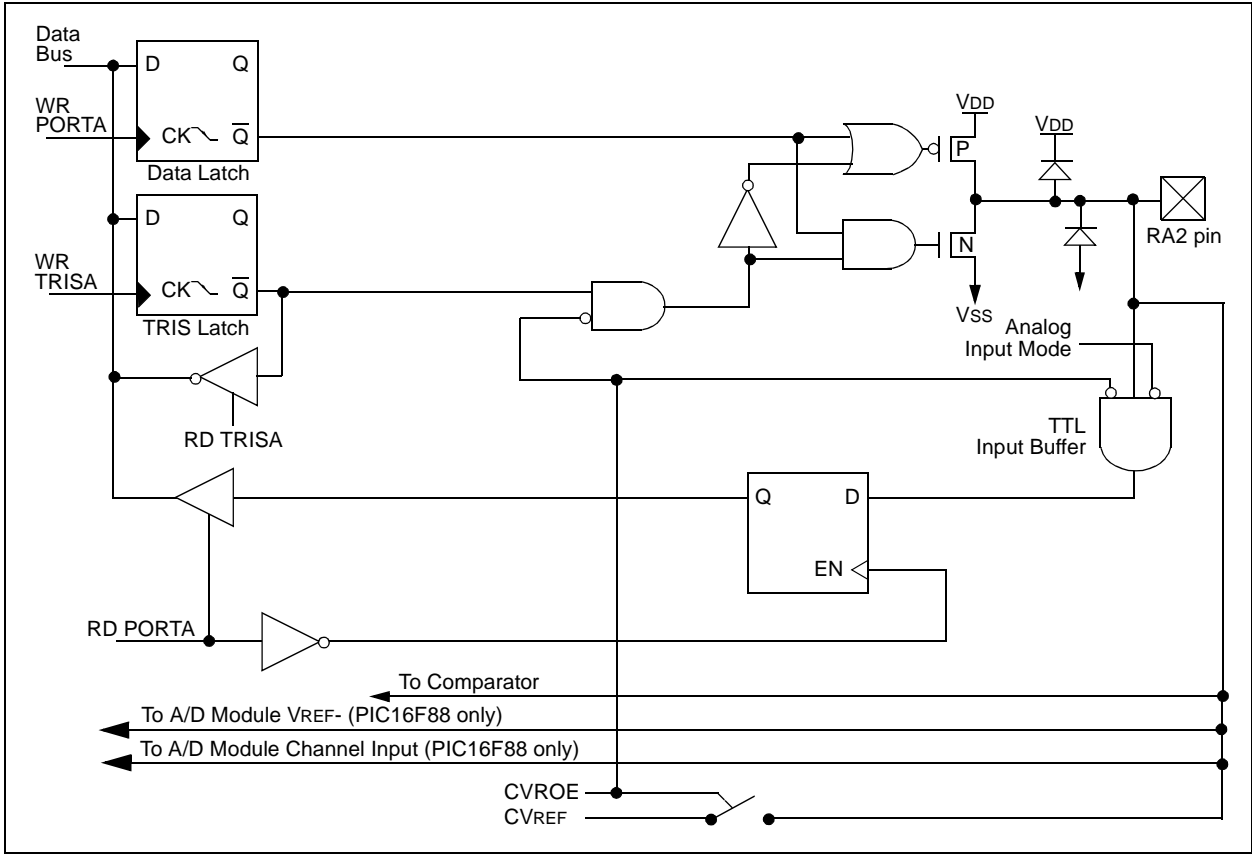 Data
Bus
D
Q
WR
PORTA
CK
Q
Data Latch
VDD
P
VDD
D
Q
N
RA2 pin
WR
TRISA
CK
Q
TRIS Latch
VSS
Analog
Input Mode
RD TRISA
TTL
Input Buffer
Q
D
EN
RD PORTA
To Comparator
To A/D Module VREF- (PIC16F88 only)
To A/D Module Channel Input (PIC16F88 only)
CVROE
CVREF